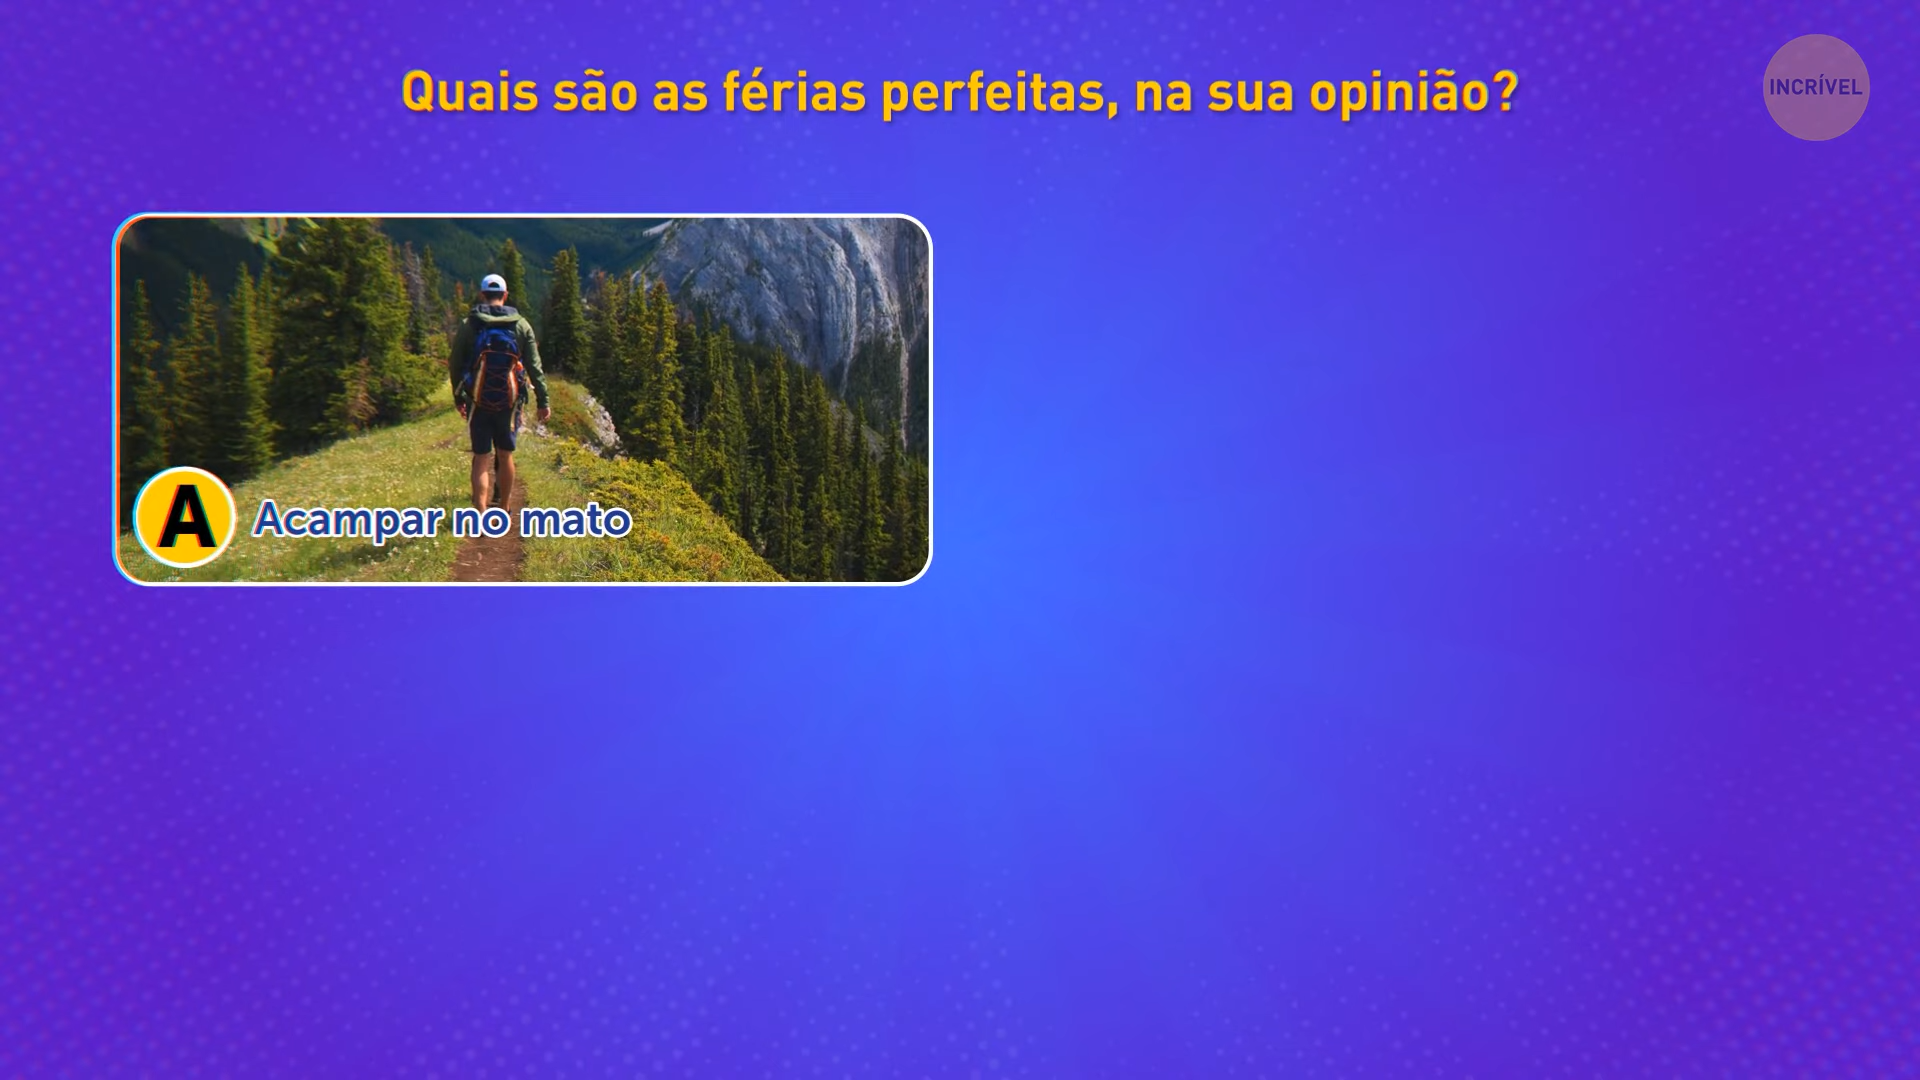 Quais são as férias perfeitas, na sua opinião?
INCRÍVEL
A
Acampar no mato